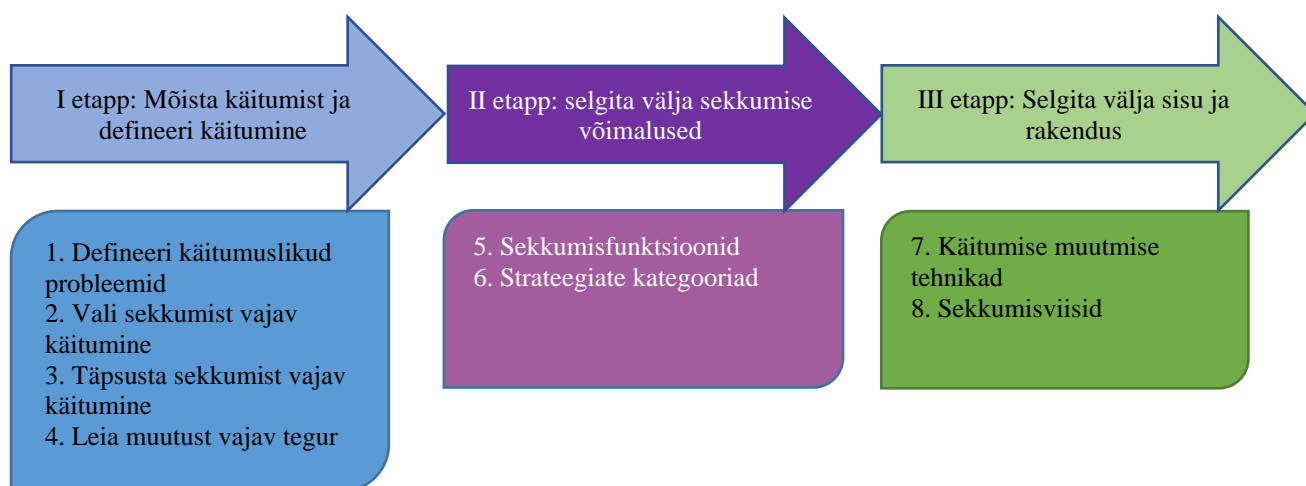 I etapp: Mõista käitumist ja
defineeri käitumine
II etapp: selgita välja sekkumise
võimalused
III etapp: Selgita välja sisu ja
rakendus
1. Defineeri käitumuslikud
probleemid
2. Vali sekkumist vajav
käitumine
3. Täpsusta sekkumist vajav
käitumine
4. Leia muutust vajav tegur
5. Sekkumisfunktsioonid
6. Strateegiate kategooriad
7. Käitumise muutmise
tehnikad
8. Sekkumisviisid